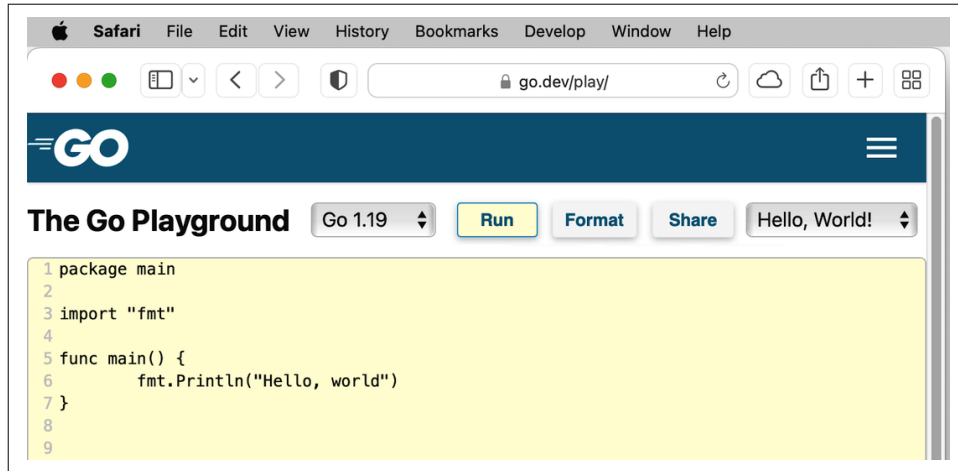 Safari File Edit View History Bookmarks Develop Window Help
go.dev/play/
GO
The Go Playground Go 1.19 Run Format Share Hello, World!
1 package main
2
3 import "fmt"
4
5 func main() {
6 fmt.Println("Hello, world")
7 }
8
9